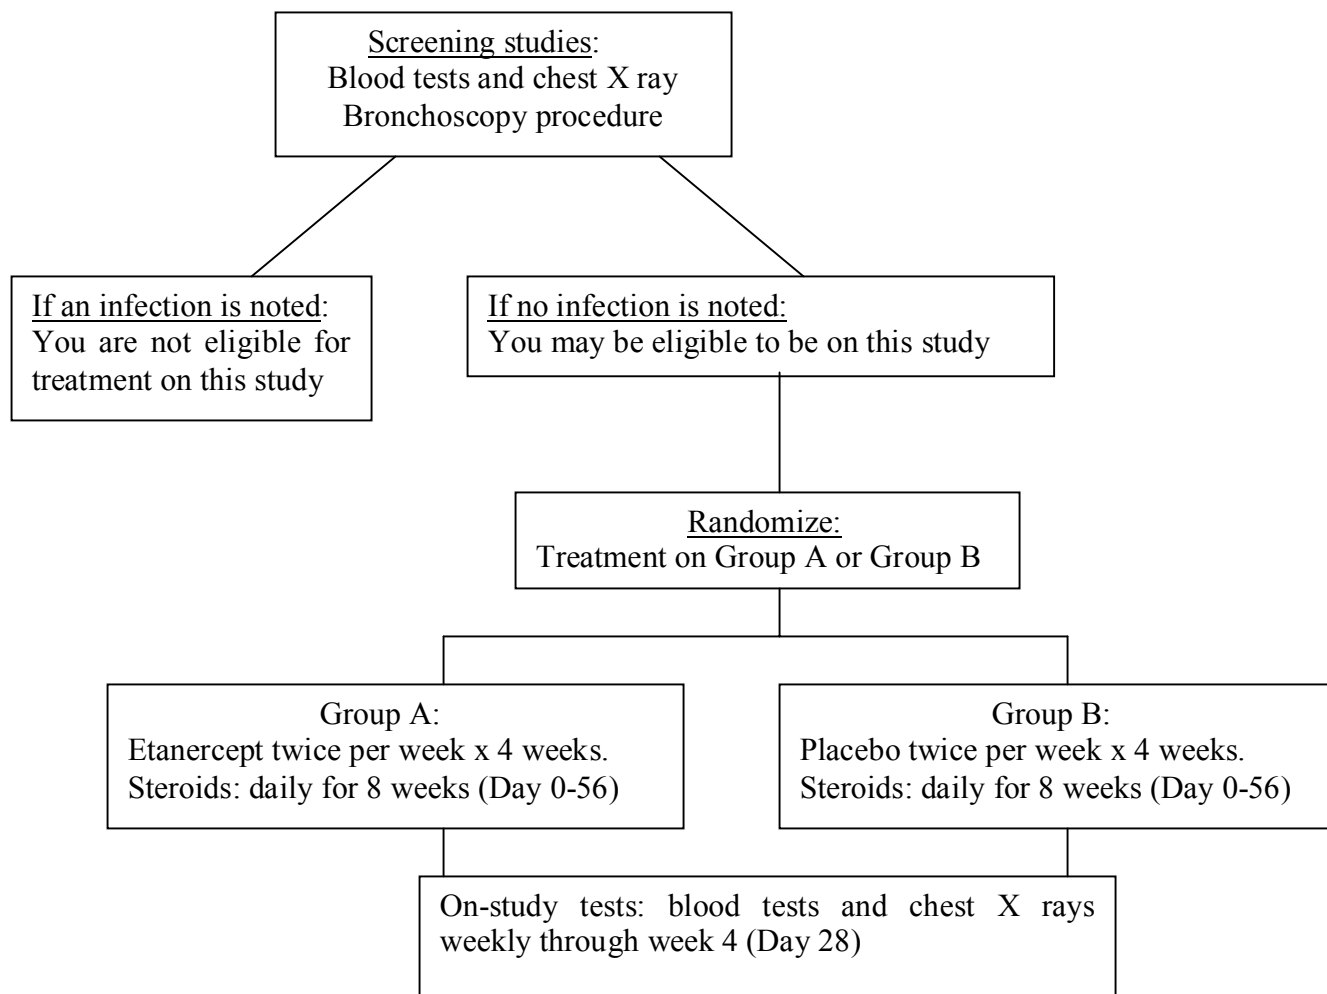 Screening studies:
Blood tests and chest X ray
Bronchoscopy procedure
If an infection is noted:
You are not eligible for
treatment on this study
If no infection is noted:
You may be eligible to be on this study
Randomize:
Treatment on Group A or Group B
Group A:
Etanercept twice per week x 4 weeks.
Steroids: daily for 8 weeks (Day 0-56)
Group B:
Placebo twice per week x 4 weeks.
Steroids: daily for 8 weeks (Day 0-56)
On-study tests: blood tests and chest X rays
weekly through week 4 (Day 28)